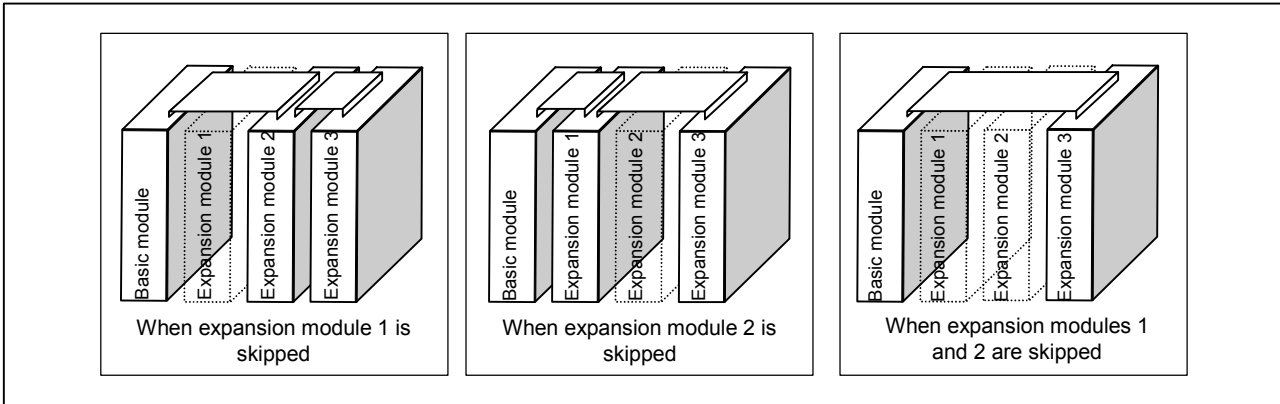 Basic module
Expansion module 1
Expansion module 2
Expansion module 3
When expansion module 1 is
skipped
Basic module
Expansion module 1
Expansion module 2
Expansion module 3
When expansion module 2 is
skipped
Basic module
Expansion module 1
Expansion module 2
Expansion module 3
When expansion modules 1
and 2 are skipped